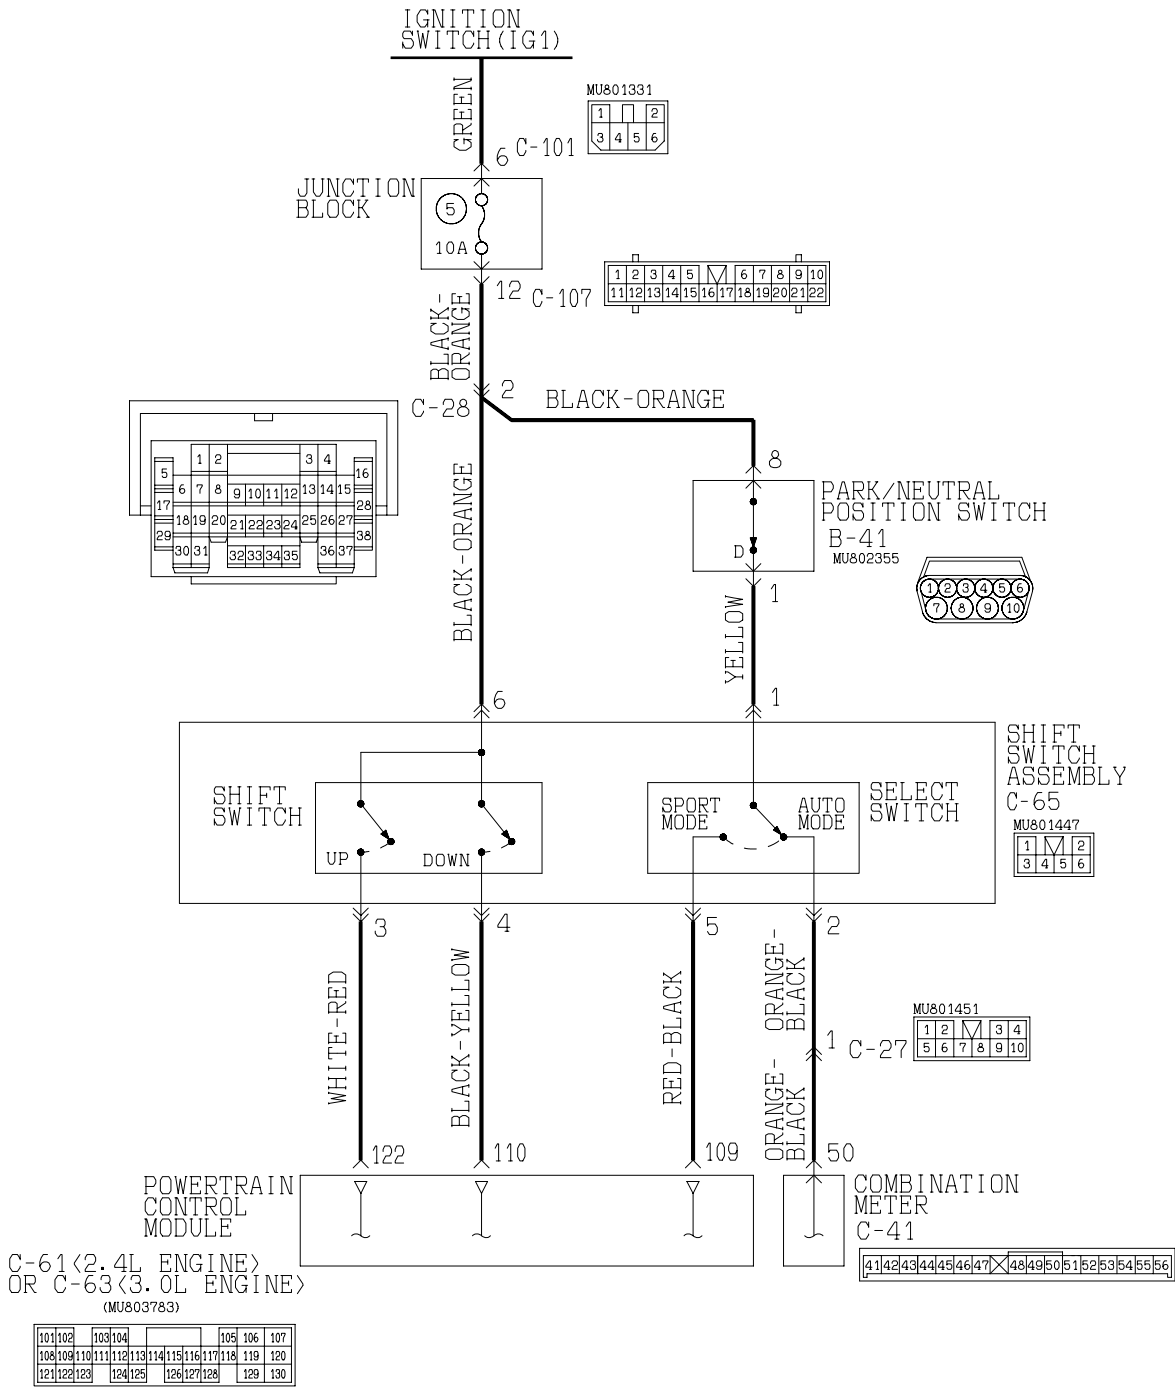 IGNITION
SWITCH(IG1)
GREEN
MU801331
1 2
3 4 5 6
6 C-101
JUNCTION
BLOCK
5
10A
12 C-107
1 2 3 4 5 6 7 8 9 10
11 12 13 14 15 16 17 18 19 20 21 22
BLACK-
ORANGE
2
C-28
BLACK-ORANGE
1 2 3 4
5 16
6 7 8 9 10 11 12 13 14 15
17 28
18 19 20 21 22 23 24 25 26 27
29 38
30 31 32 33 34 35 36 37
BLACK-ORANGE
8
PARK/NEUTRAL
POSITION SWITCH
B-41
MU802355
D
1 2 3 4 5 6
7 8 9 10
1
YELLOW
6
1
SHIFT
SWITCH
ASSEMBLY
C-65
MU801447
1 2
3 4 5 6
SHIFT
SWITCH
UP
DOWN
SPORT
MODE
AUTO
MODE
SELECT
SWITCH
3
4
5
2
WHITE-RED
BLACK-YELLOW
RED-BLACK
ORANGE-
BLACK
1 C-27
MU801451
1 2 3 4
5 6 7 8 9 10
ORANGE-
BLACK
122
110
109
50
POWERTRAIN
CONTROL
MODULE
C-61<2.4L ENGINE>
OR C-63<3.0L ENGINE>
(MU803783)
101 102 103 104 105 106 107
108 109 110 111 112 113 114 115 116 117 118 119 120
121 122 123 124 125 126 127 128 129 130
COMBINATION
METER
C-41
41 42 43 44 45 46 47 48 49 50 51 52 53 54 55 56